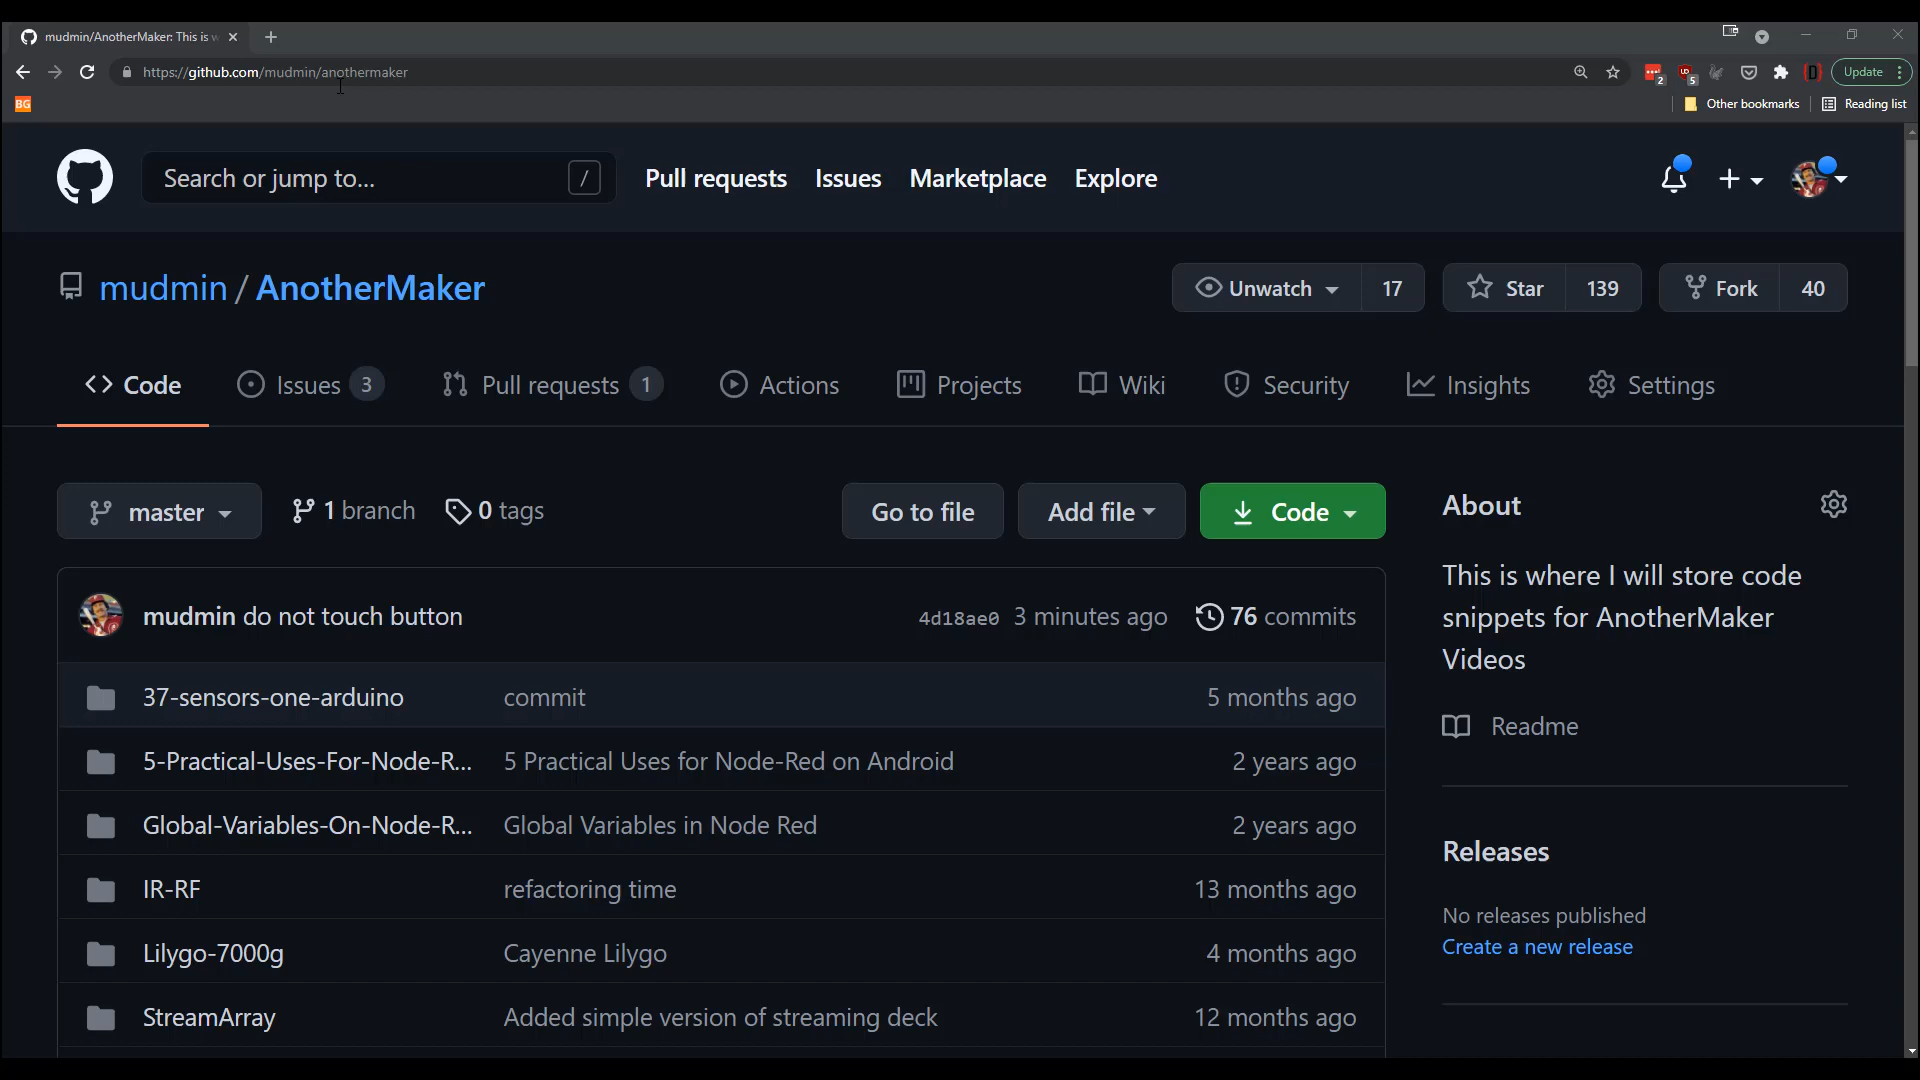 mudmin/AnotherMaker: This is w
https://github.com/mudmin/anothermaker
2
5
Update
BG
Other bookmarks
Reading list
Search or jump to...
/
Pull requests
Issues
Marketplace
Explore
mudmin / AnotherMaker
Unwatch
17
Star
139
Fork
40
Code
Issues 3
Pull requests 1
Actions
Projects
Wiki
Security
Insights
Settings
master
1 branch
0 tags
Go to file
Add file
Code
mudmin do not touch button
4d18ae0 3 minutes ago
76 commits
37-sensors-one-arduino
commit
5 months ago
5-Practical-Uses-For-Node-R...
5 Practical Uses for Node-Red on Android
2 years ago
Global-Variables-On-Node-R...
Global Variables in Node Red
2 years ago
IR-RF
refactoring time
13 months ago
Lilygo-7000g
Cayenne Lilygo
4 months ago
StreamArray
Added simple version of streaming deck
12 months ago
About
This is where I will store code
snippets for AnotherMaker
Videos
Readme
Releases
No releases published
Create a new release